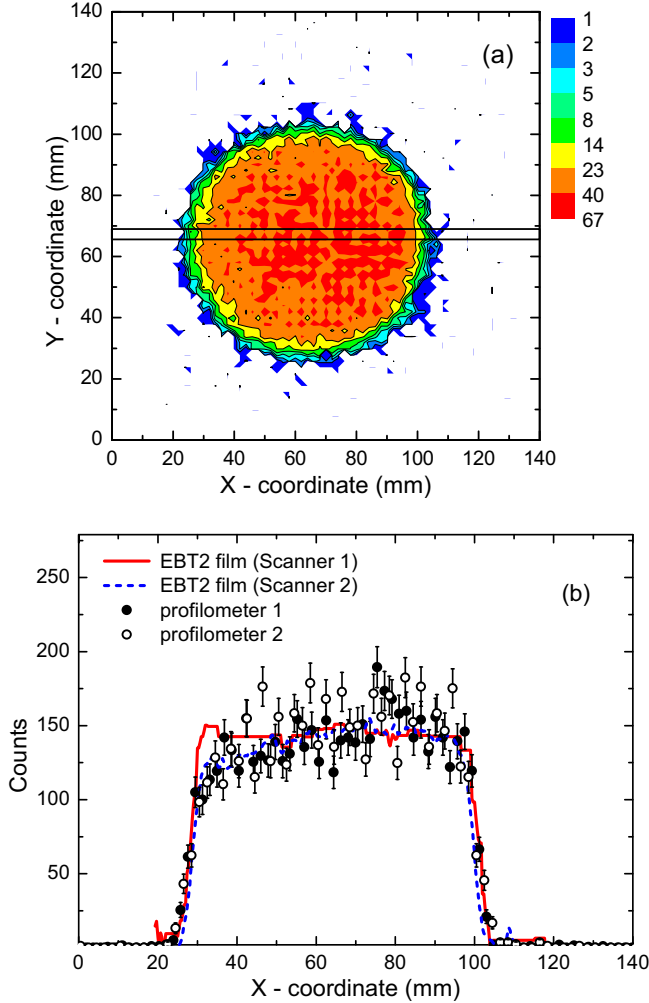 140
120
100
80
60
40
20
0
Y - coordinate (mm)
(a)
1
2
3
5
8
14
23
40
67
0 20 40 60 80 100 120 140
X - coordinate (mm)
250
200
150
100
50
Counts
EBT2 film (Scanner 1)
EBT2 film (Scanner 2)
profilometer 1
profilometer 2
(b)
0 20 40 60 80 100 120 140
X - coordinate (mm)